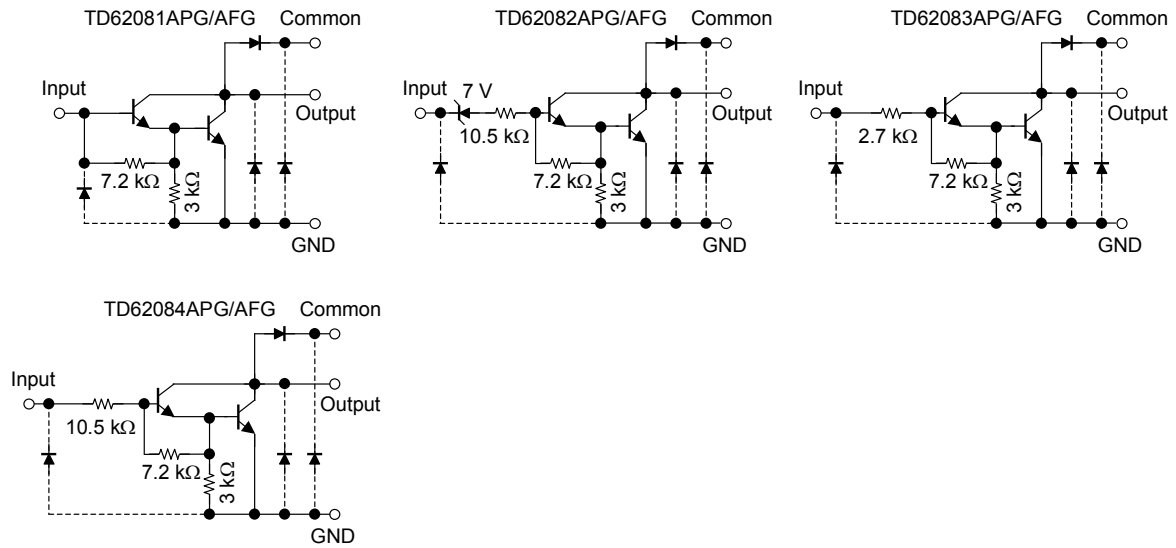 TD62081APG/AFG Common
Input
Output
7.2 kΩ
3 kΩ
GND
TD62082APG/AFG Common
Input
7 V
10.5 kΩ
Output
7.2 kΩ
3 kΩ
GND
TD62083APG/AFG Common
Input
2.7 kΩ
Output
7.2 kΩ
3 kΩ
GND
TD62084APG/AFG Common
Input
10.5 kΩ
Output
7.2 kΩ
3 kΩ
GND